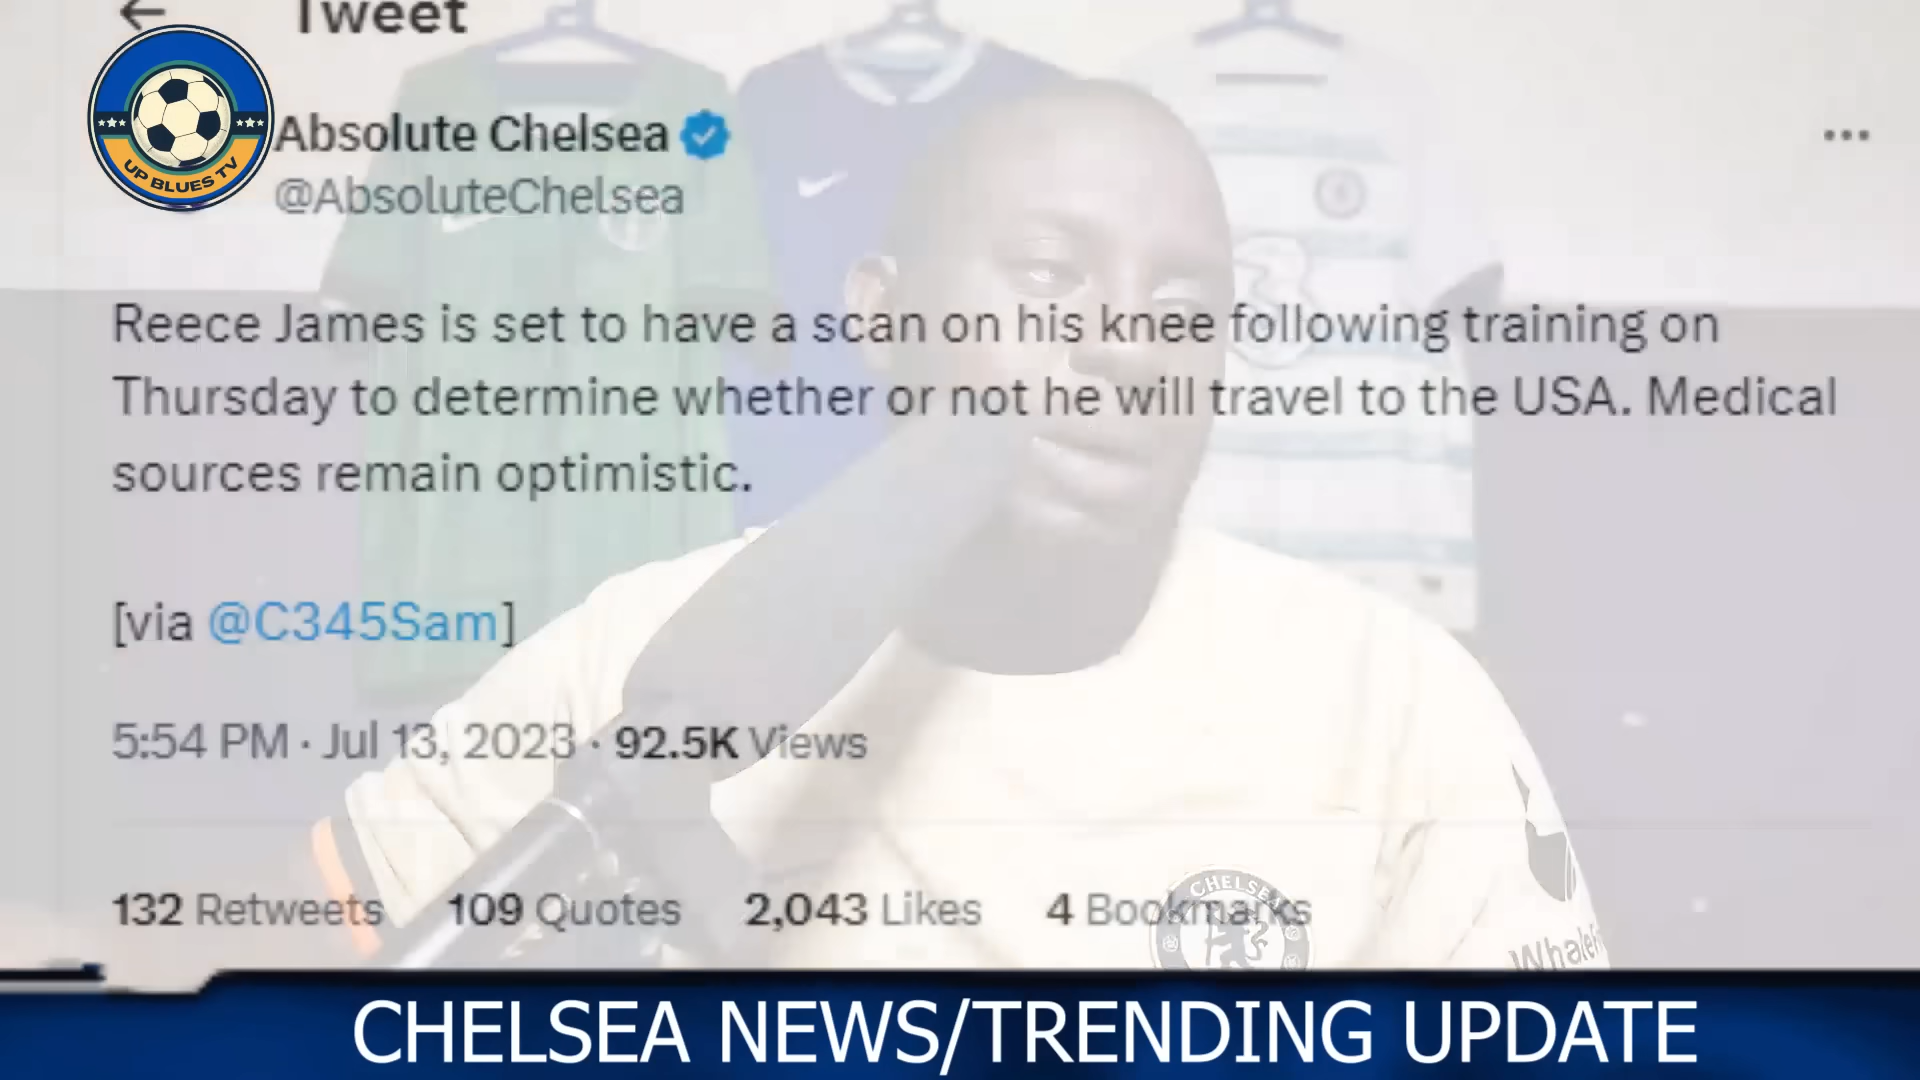 Tweet
UP BLUES TV
Absolute Chelsea
@AbsoluteChelsea
Reece James is set to have a scan on his knee following training on
Thursday to determine whether or not he will travel to the USA. Medical
sources remain optimistic.
[via @C345Sam]
5:54 PM · Jul 13, 2023 · 92.5K Views
132 Retweets 109 Quotes 2,043 Likes 4 Bookmarks
3
CHELSEA
CHELSEA NEWS/TRENDING UPDATE